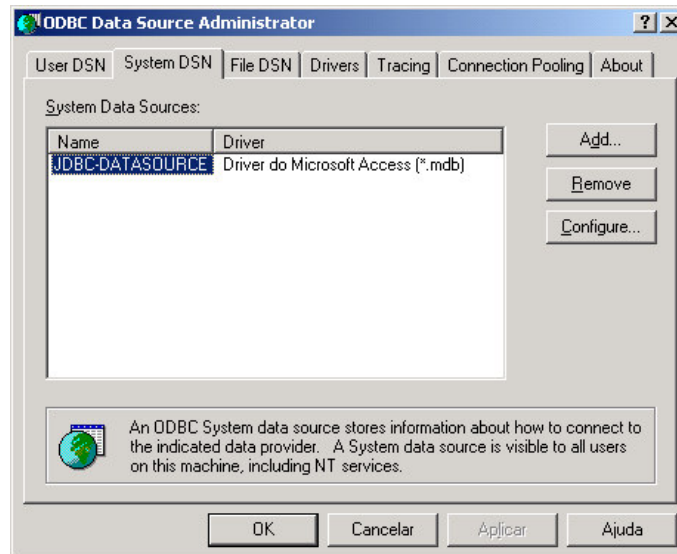 ODBC Data Source Administrator
User DSN System DSN File DSN Drivers Tracing Connection Pooling About
System Data Sources:
Name Driver
JDBC-DATASOURCE Driver do Microsoft Access (*.mdb)
Add...
Remove
Configure...
An ODBC System data source stores information about how to connect to
the indicated data provider. A System data source is visible to all users
on this machine, including NT services.
OK Cancelar Aplicar Ajuda